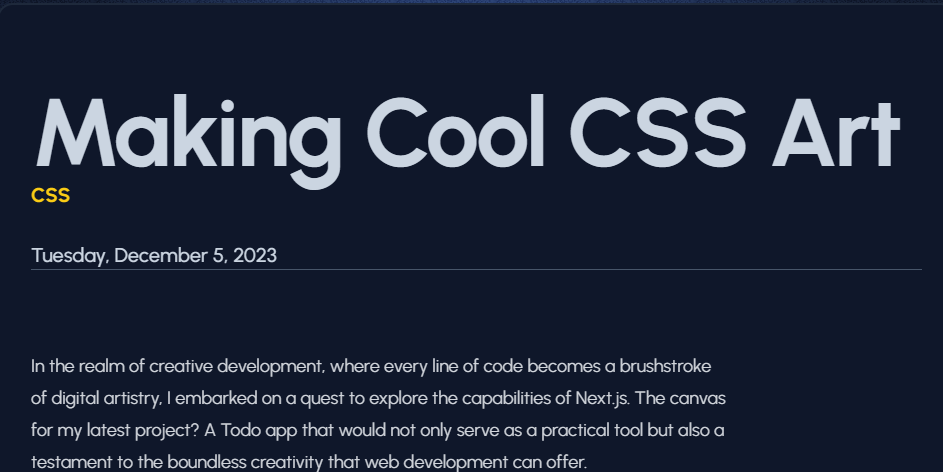 Making Cool CSS Art
CSS
Tuesday, December 5, 2023
In the realm of creative development, where every line of code becomes a brushstroke
of digital artistry, I embarked on a quest to explore the capabilities of Next.js. The canvas
for my latest project? A Todo app that would not only serve as a practical tool but also a
testament to the boundless creativity that web development can offer.